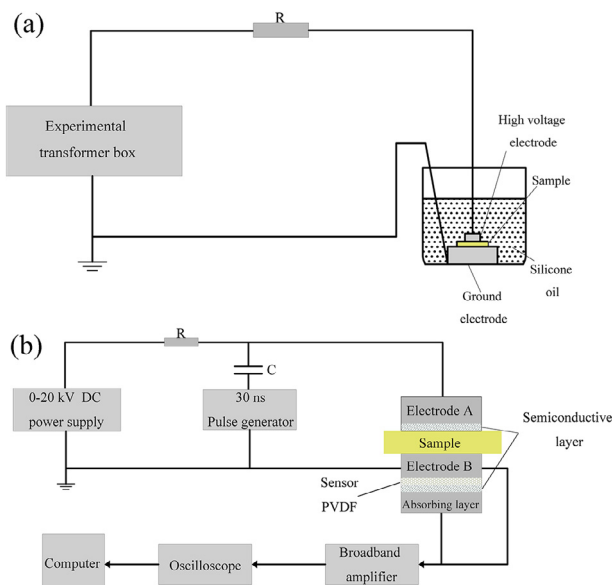 (a)
R
Experimental
transformer box
High voltage
electrode
Sample
Silicone
oil
Ground
electrode
(b)
R
C
0-20 kV DC
power supply
30 ns
Pulse generator
Electrode A
Semiconductive
layer
Sample
Electrode B
Sensor
PVDF
Absorbing layer
Computer
Oscilloscope
Broadband
amplifier